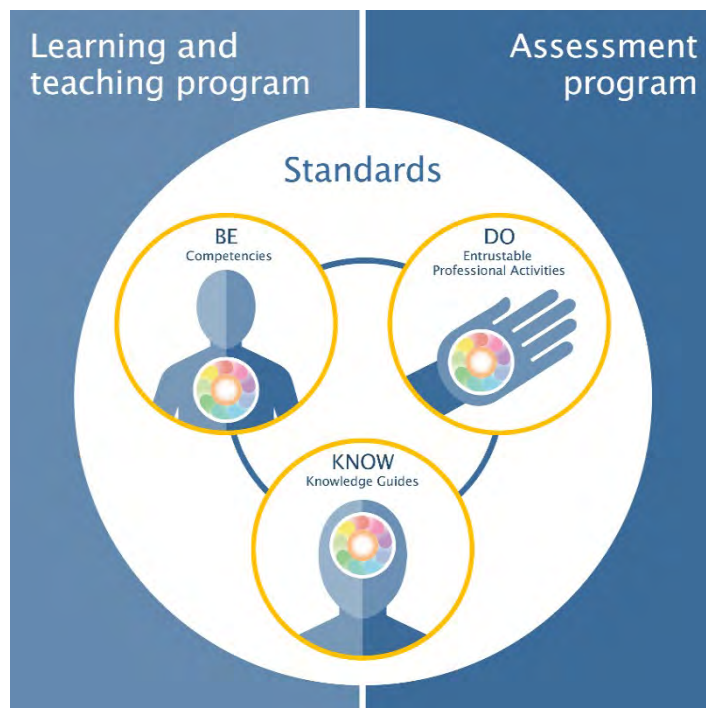 Learning and
teaching program
Assessment
program
Standards
BE
Competencies
DO
Entrustable
Professional Activities
KNOW
Knowledge Guides